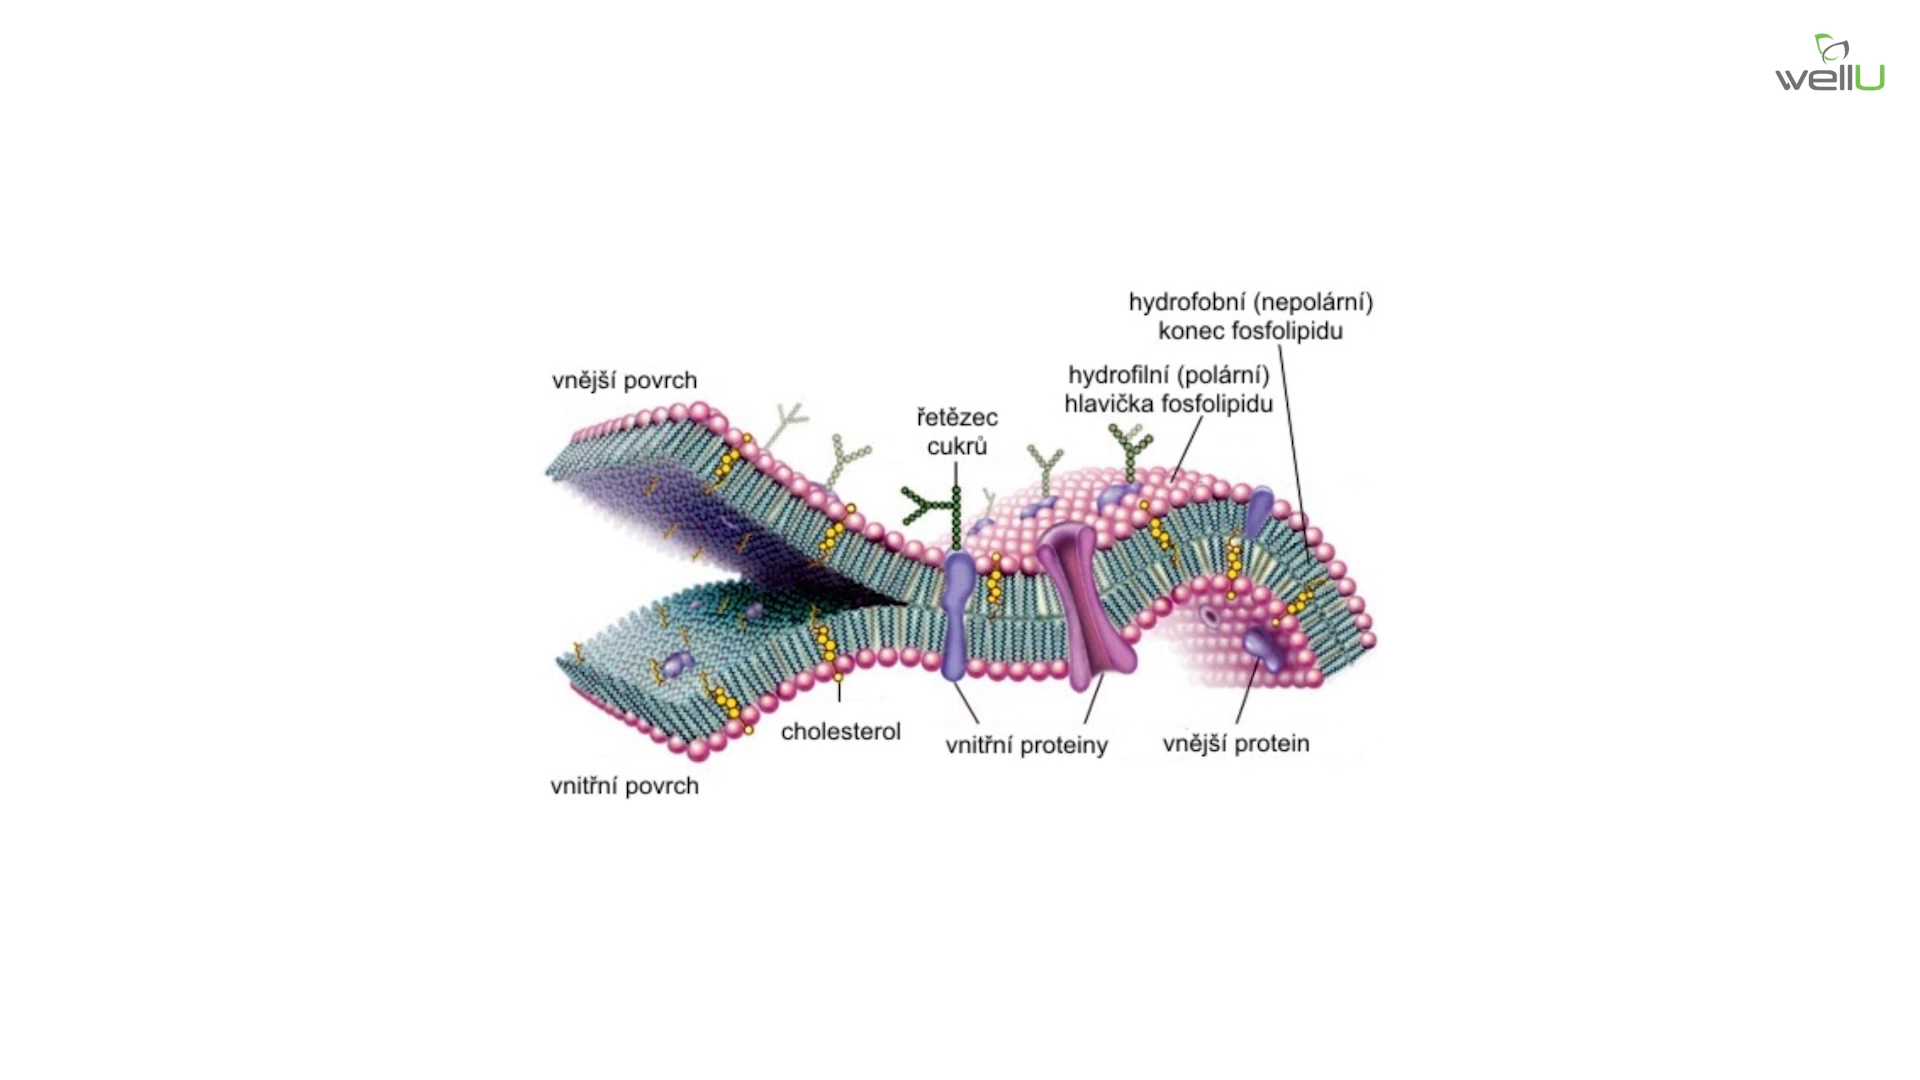 wellU
hydrofobní (nepolární)
konec fosfolipidu
hydrofilní (polární)
hlavička fosfolipidu
vnější povrch
řetězec
cukrů
cholesterol
vnitřní proteiny
vnější protein
vnitřní povrch